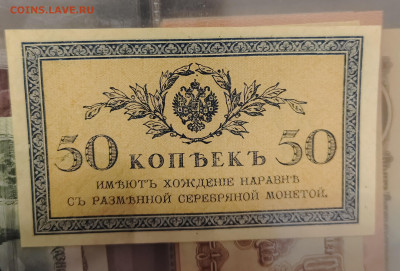 COINS.LAVE.RU
50 КОПѢЕКЪ 50
ИМѢЮТЪ ХОЖДЕНІЕ НАРАВНѢ
СЪ РАЗМѢННОЙ СЕРЕБРЯНОЙ МОНЕТОЙ.